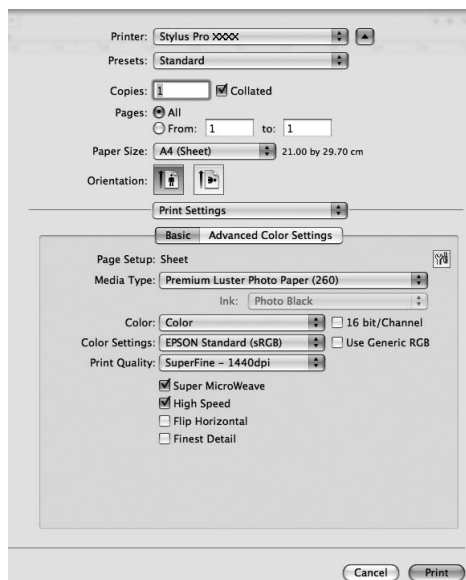 Printer: Stylus Pro XXXX
Presets: Standard
Copies: 1 Collated
Pages: All
From: 1 to: 1
Paper Size: A4 (Sheet) 21.00 by 29.70 cm
Orientation:
Print Settings
Basic Advanced Color Settings
Page Setup: Sheet
Media Type: Premium Luster Photo Paper (260)
Ink: Photo Black
Color: Color 16 bit/Channel
Color Settings: EPSON Standard (sRGB) Use Generic RGB
Print Quality: SuperFine – 1440dpi
Super MicroWeave
High Speed
Flip Horizontal
Finest Detail
Cancel Print